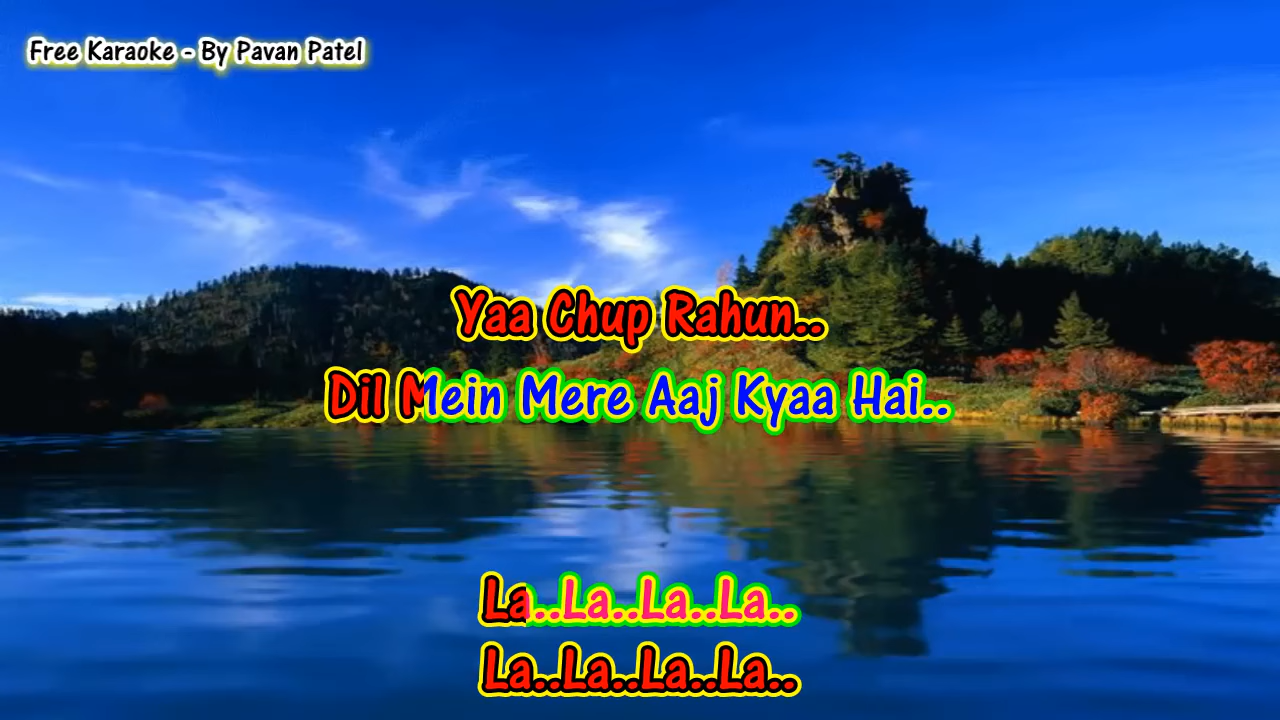 Free Karaoke - By Pavan Patel
Yaa Chup Rahun..
Dil Mein Mere Aaj Kyaa Hai..
La..La..La..La..
La..La..La..La..